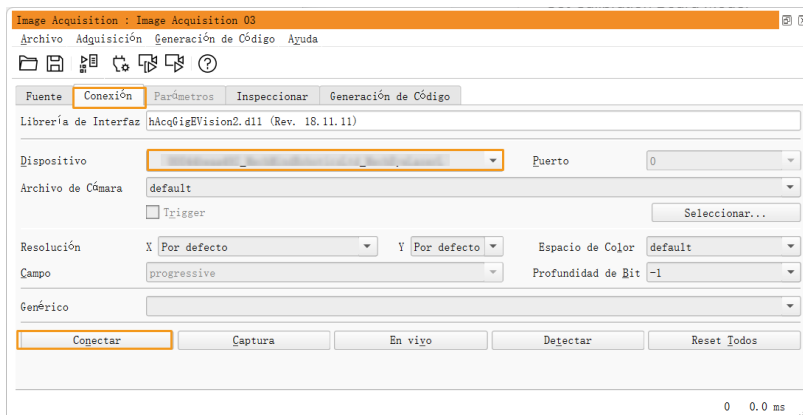 Image Acquisition : Image Acquisition 03
Archivo Adquisición Generación de Código Ayuda
Fuente Conexión Parámetros Inspeccionar Generación de Código
Librería de Interfaz hAcqGigEVision2.dll (Rev. 18.11.11)
Dispositivo Puerto 0
Archivo de Cámara default
Trigger Seleccionar...
Resolución X Por defecto Y Por defecto Espacio de Color default
Campo progressive Profundidad de Bit -1
Genérico
Conectar Captura En vivo Detectar Reset Todos
0 0.0 ms